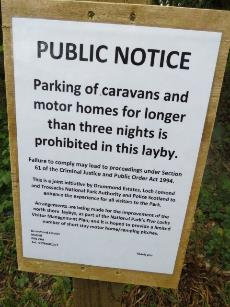 PUBLIC NOTICE
Parking of caravans and
motor homes for longer
than three nights is
prohibited in this layby.
Failure to comply may lead to proceedings under Section
61 of the Criminal Justice and Public Order Act 1994.
This is a joint initiative by Drummond Estates, Loch Lomond
and Trossachs National Park Authority and Police Scotland to
enhance the experience for all visitors to the Park.
Arrangements are being made for the improvement of the
north shore laybys, as part of the National Park's Five Lochs
Visitor Management Plan, and it is hoped to provide a limited
number of short stay motor home/camping pitches.